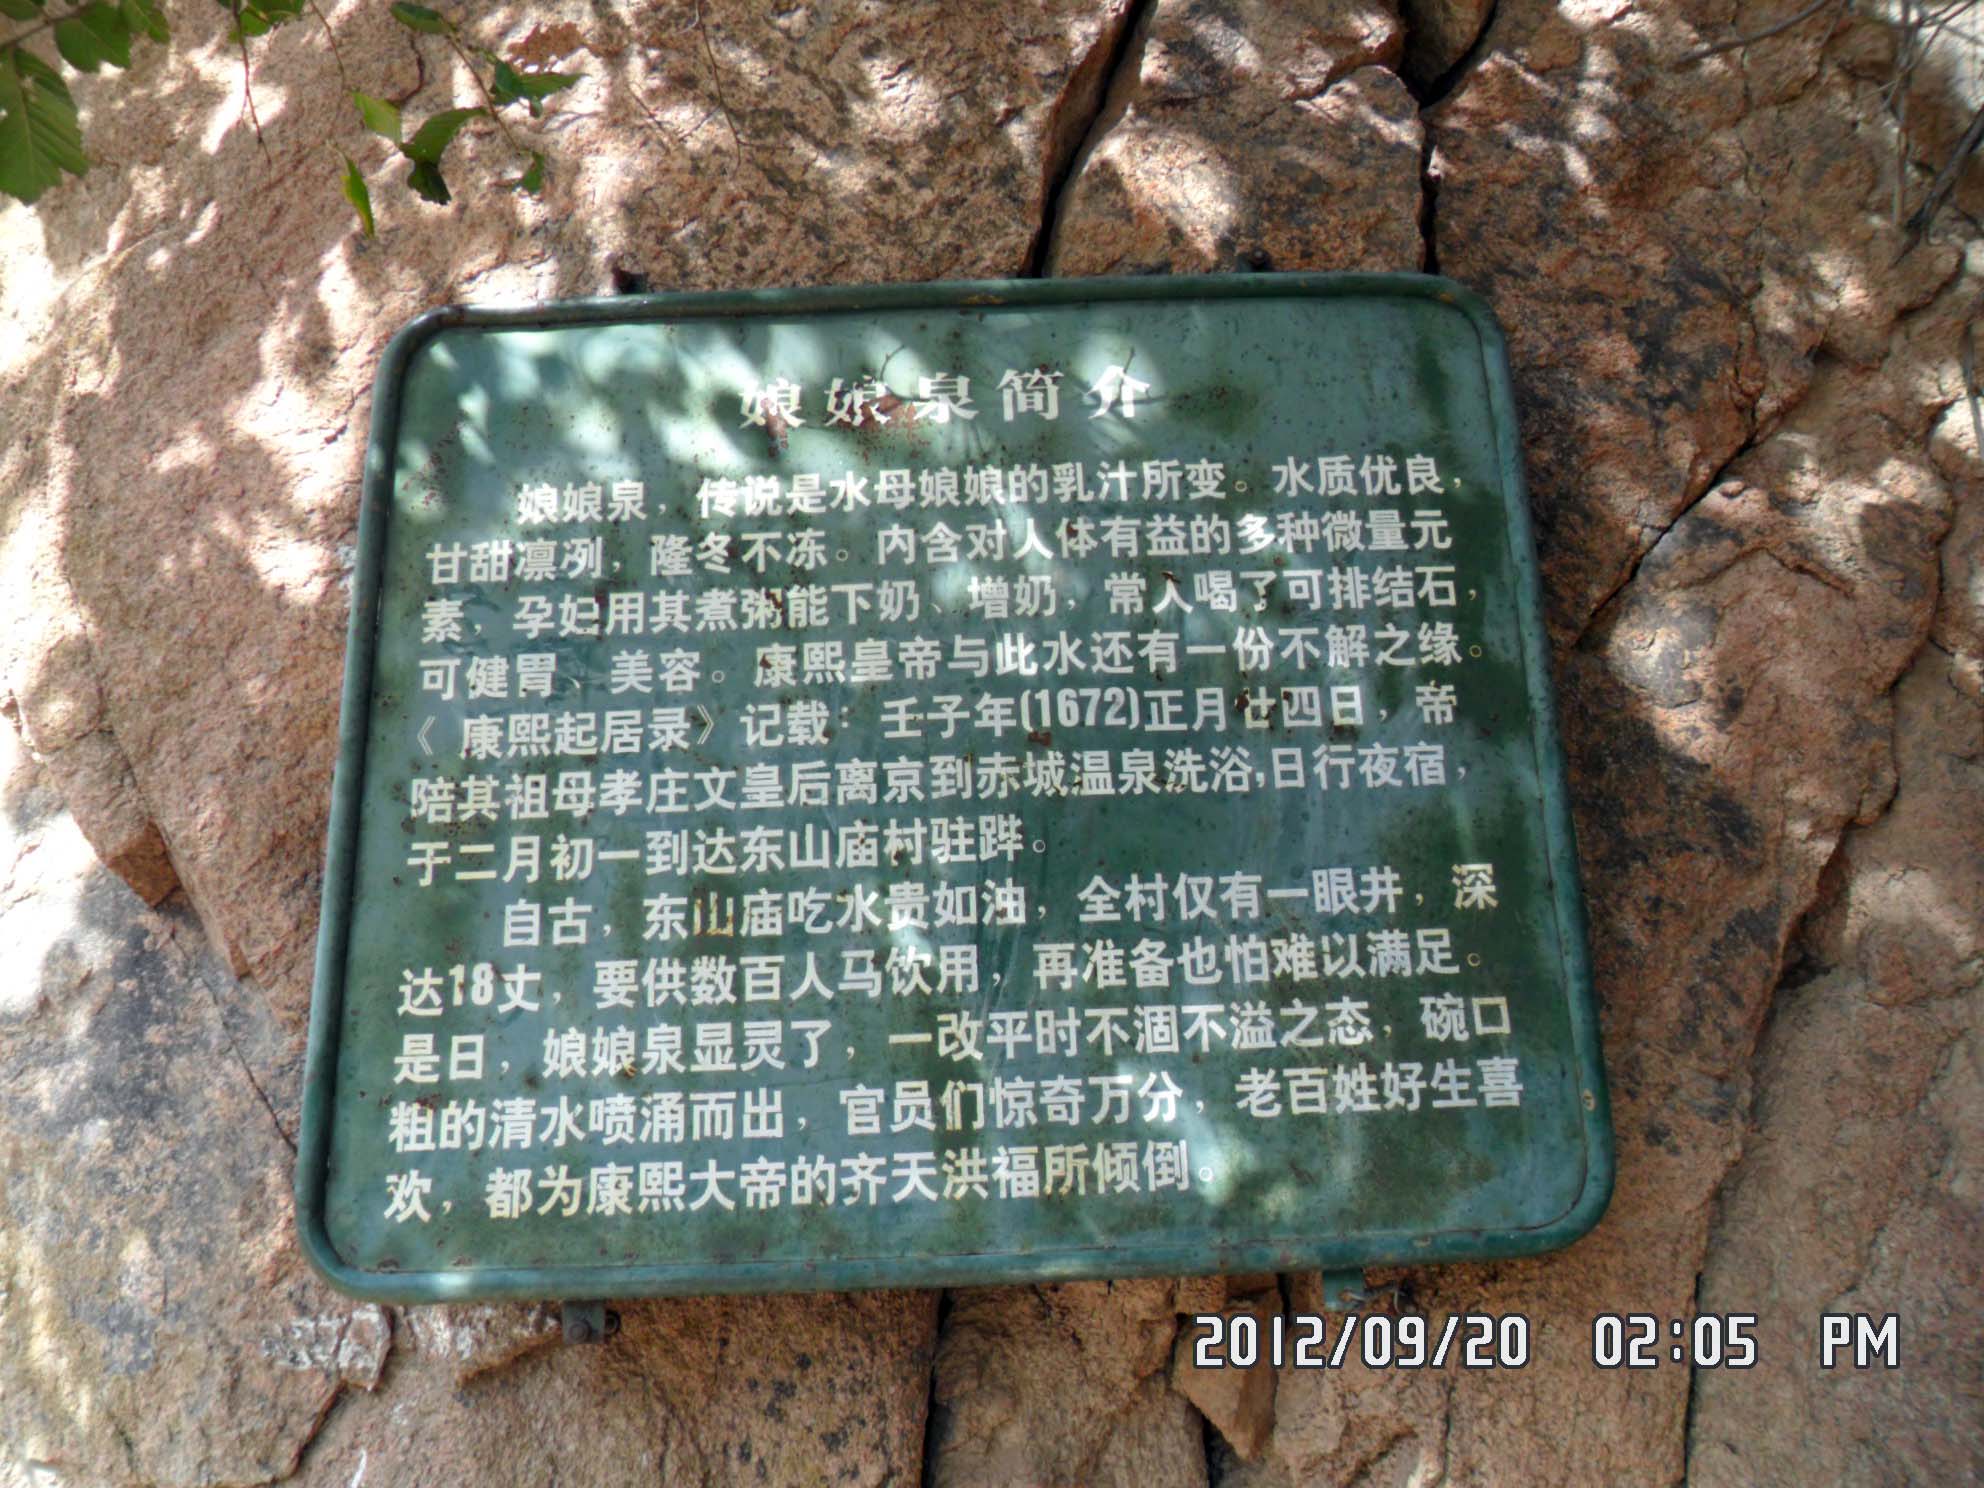 娘娘泉简介
娘娘泉，传说是水母娘娘的乳汁所变。水质优良，
甘甜凛冽，隆冬不冻。内含对人体有益的多种微量元
素，孕妇用其煮粥能下奶、增奶，常人喝了可排结石，
可健胃、美容。康熙皇帝与此水还有一份不解之缘。
《康熙起居录》记载：壬子年(1672)正月廿四日，帝
陪其祖母孝庄文皇后离京到赤城温泉洗浴,日行夜宿，
于二月初一到达东山庙村驻跸。
自古，东山庙吃水贵如油，全村仅有一眼井，深
达18丈，要供数百人马饮用，再准备也怕难以满足。
是日，娘娘泉显灵了，一改平时不涸不溢之态，碗口
粗的清水喷涌而出，官员们惊奇万分，老百姓好生喜
欢，都为康熙大帝的齐天洪福所倾倒。
2012/09/20 02:05 PM